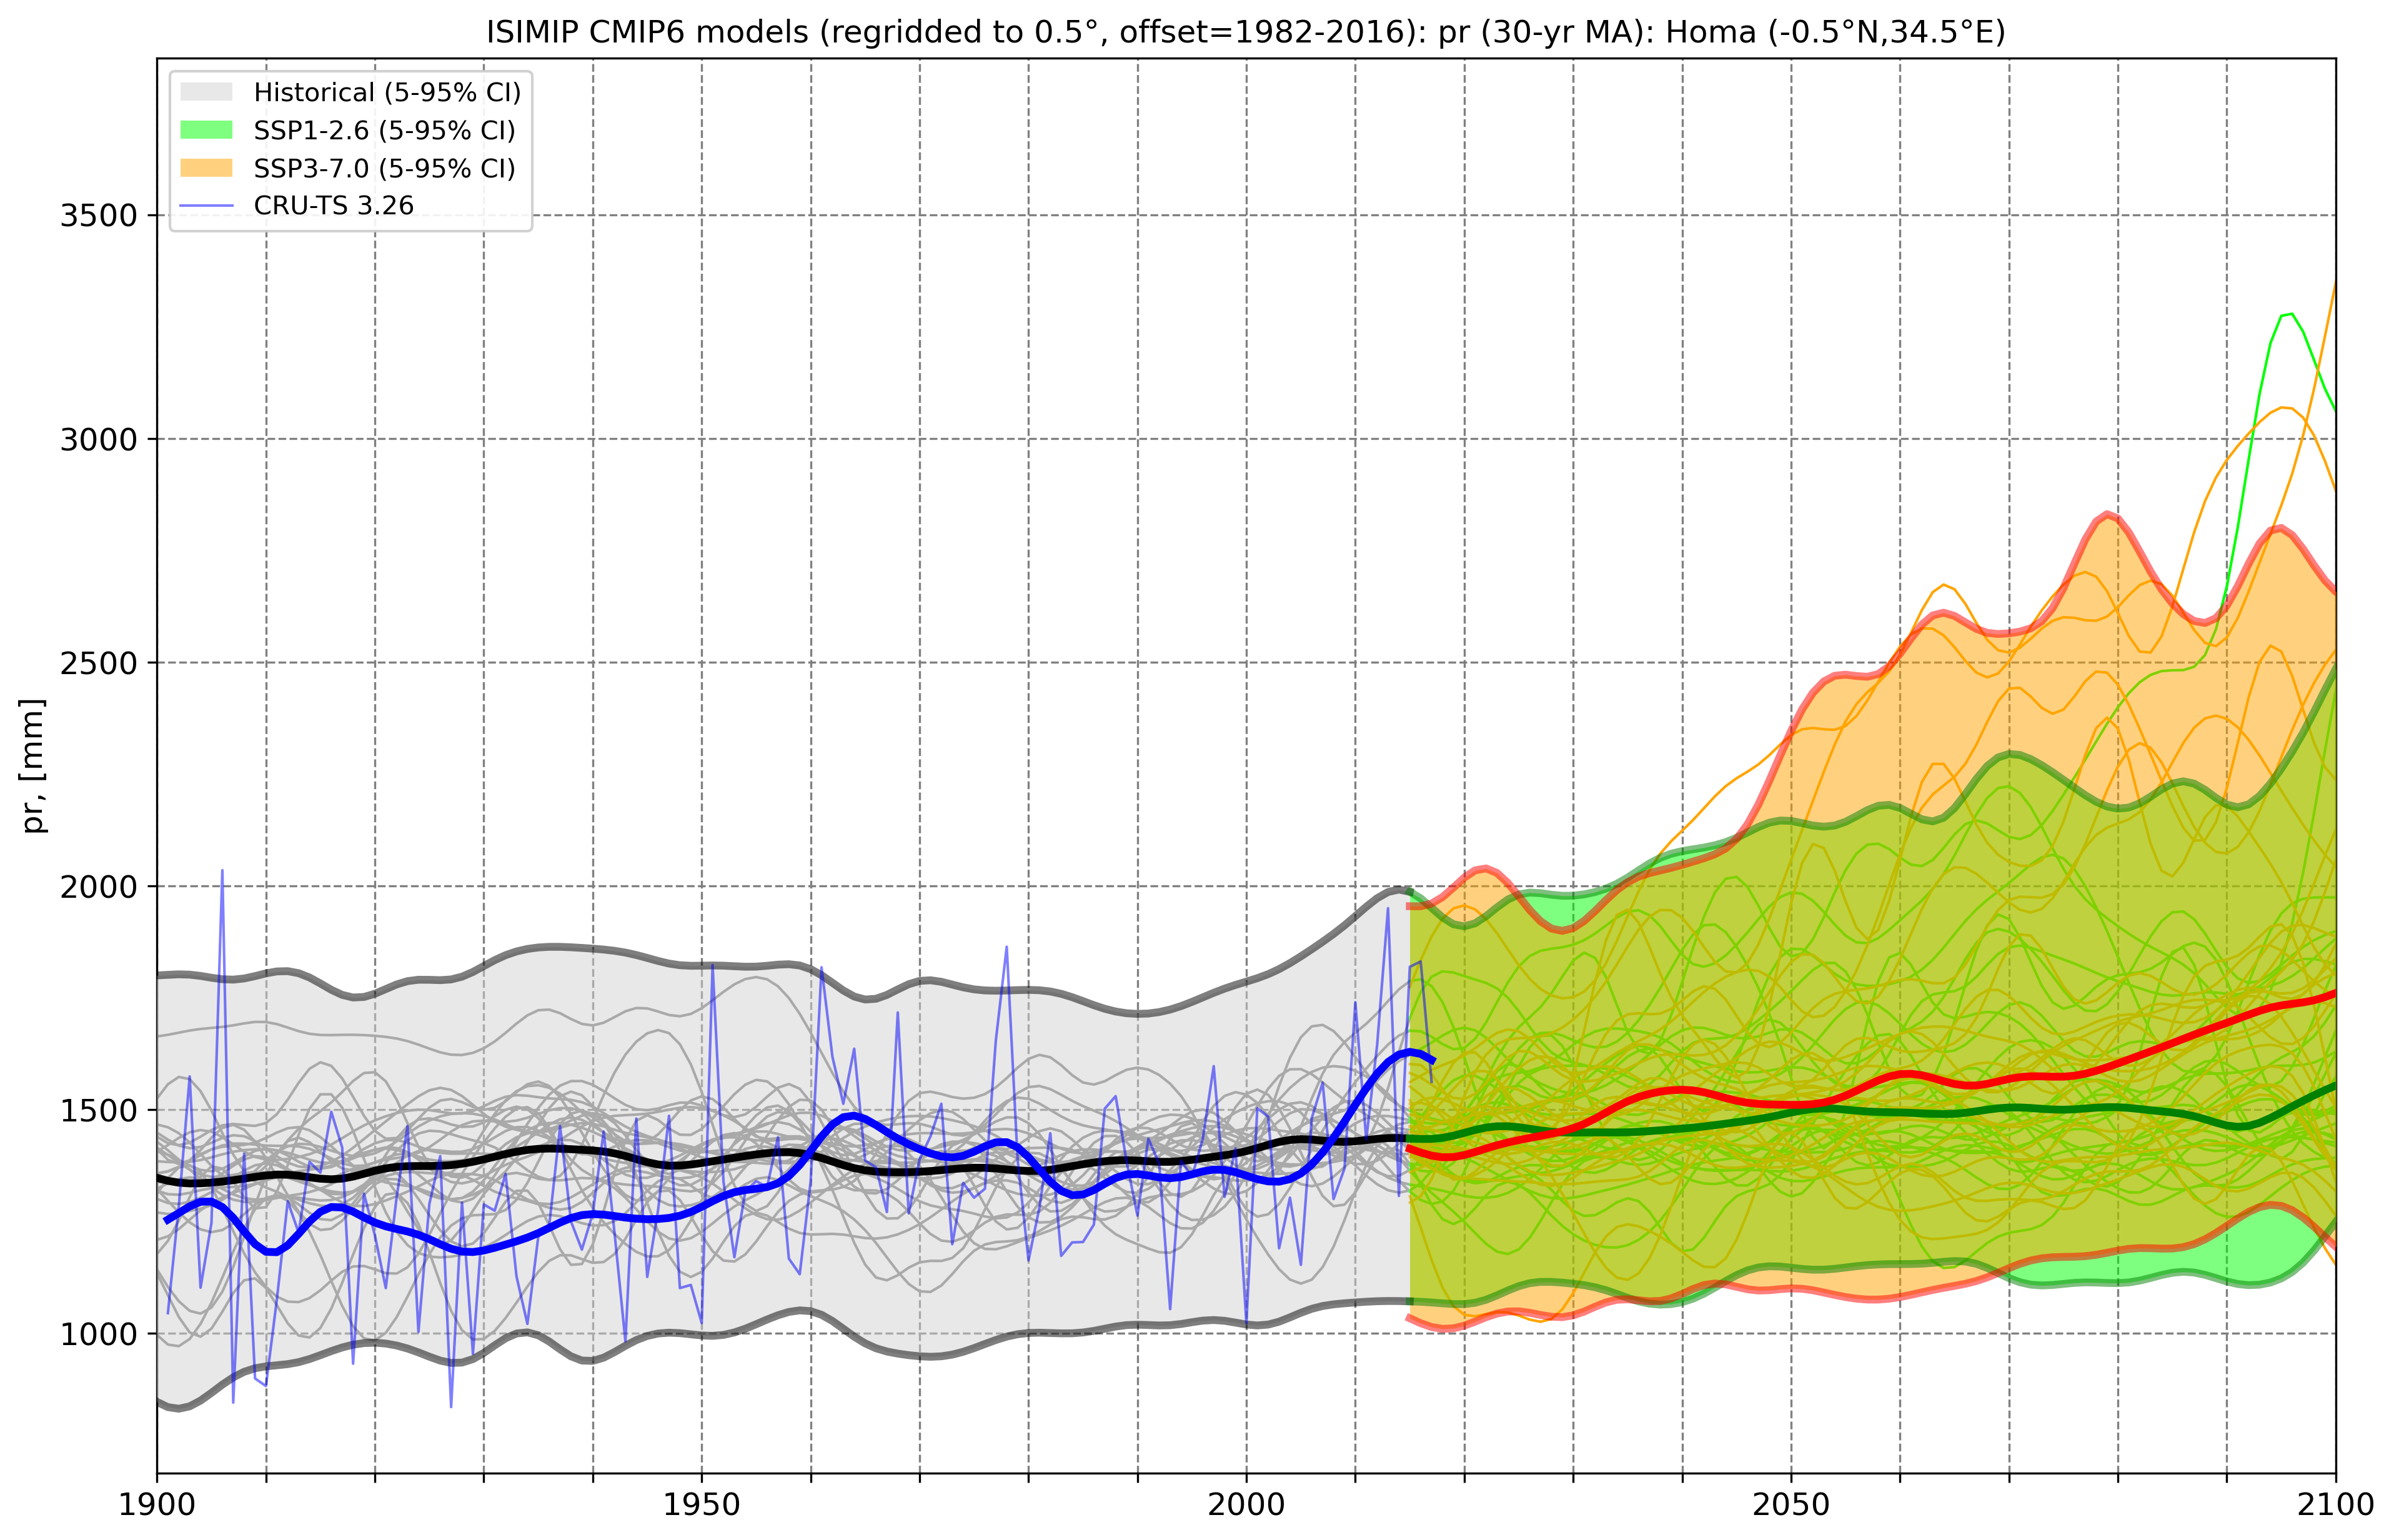 ISIMIP CMIP6 models (regridded to 0.5°, offset=1982-2016): pr (30-yr MA): Homa (-0.5°N,34.5°E)
Historical (5-95% CI)
SSP1-2.6 (5-95% CI)
SSP3-7.0 (5-95% CI)
CRU-TS 3.26
3500
3000
2500
2000
1500
1000
pr, [mm]
1900 1950 2000 2050 2100